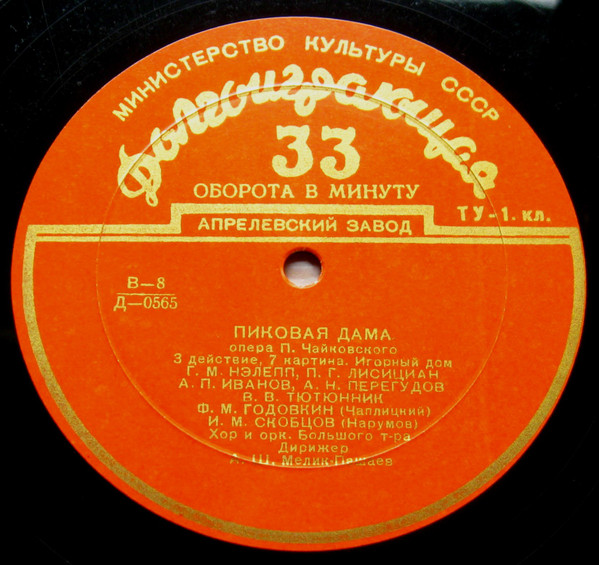 МИНИСТЕРСТВО КУЛЬТУРЫ СССР
Долгоиграющая
33
ОБОРОТА В МИНУТУ
ТУ-1. кл.
АПРЕЛЕВСКИЙ ЗАВОД
В—8
Д—0565
ПИКОВАЯ ДАМА
опера П. Чайковского
3 действие, 7 картина. Игорный дом
Г. М. НЭЛЕПП, П. Г. ЛИСИЦИАН
А. П. ИВАНОВ, А. Н. ПЕРЕГУДОВ
В. В. ТЮТЮННИК
Ф. М. ГОДОВКИН (Чаплицкий)
И. М. СКОБЦОВ (Нарумов)
Хор и орк. Большого т-ра
Дирижер
А. Ш. Мелик-Пашаев